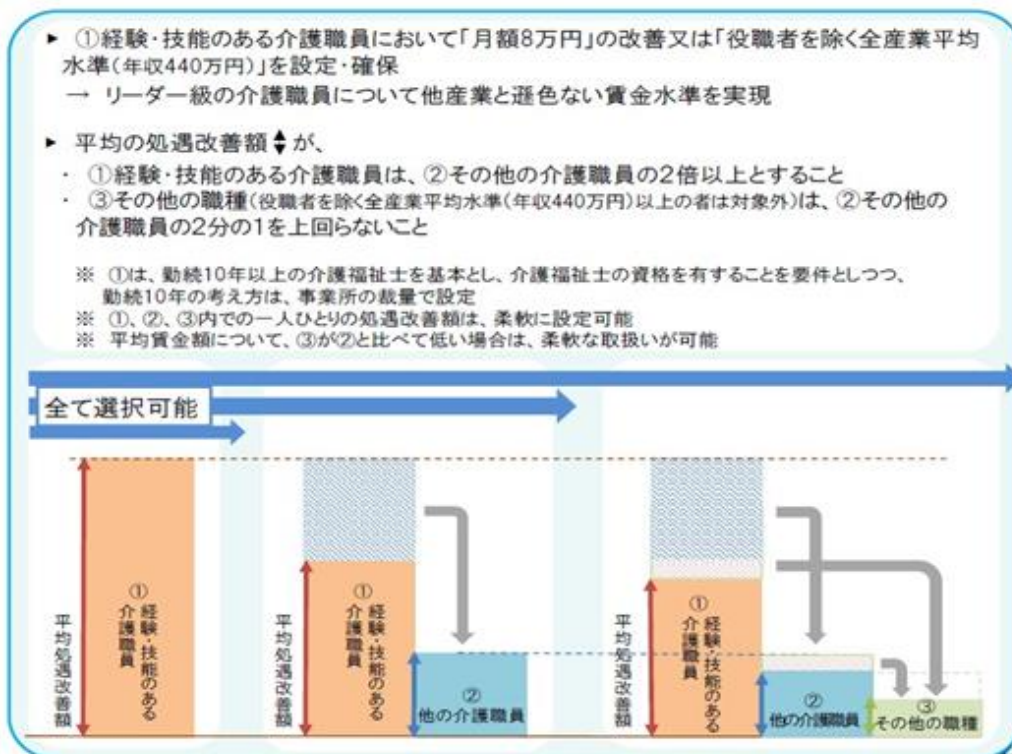 ▶ ①経験・技能のある介護職員において「月額8万円」の改善又は「役職者を除く全産業平均
水準(年収440万円)」を設定・確保
→ リーダー級の介護職員について他産業と遜色ない賃金水準を実現
▶ 平均の処遇改善額 が、
・ ①経験・技能のある介護職員は、②その他の介護職員の2倍以上とすること
・ ③その他の職種(役職者を除く全産業平均水準(年収440万円)以上の者は対象外)は、②その他の
介護職員の2分の1を上回らないこと
※ ①は、勤続10年以上の介護福祉士を基本とし、介護福祉士の資格を有することを要件としつつ、
勤続10年の考え方は、事業所の裁量で設定
※ ①、②、③内での一人ひとりの処遇改善額は、柔軟に設定可能
※ 平均賃金額について、③が②と比べて低い場合は、柔軟な取扱いが可能
全て選択可能
平均処遇改善額
①
経験・技能のある
介護職員
平均処遇改善額
①
経験・技能のある
介護職員
②
他の介護職員
平均処遇改善額
①
経験・技能のある
介護職員
②
他の介護職員
③
その他の職種